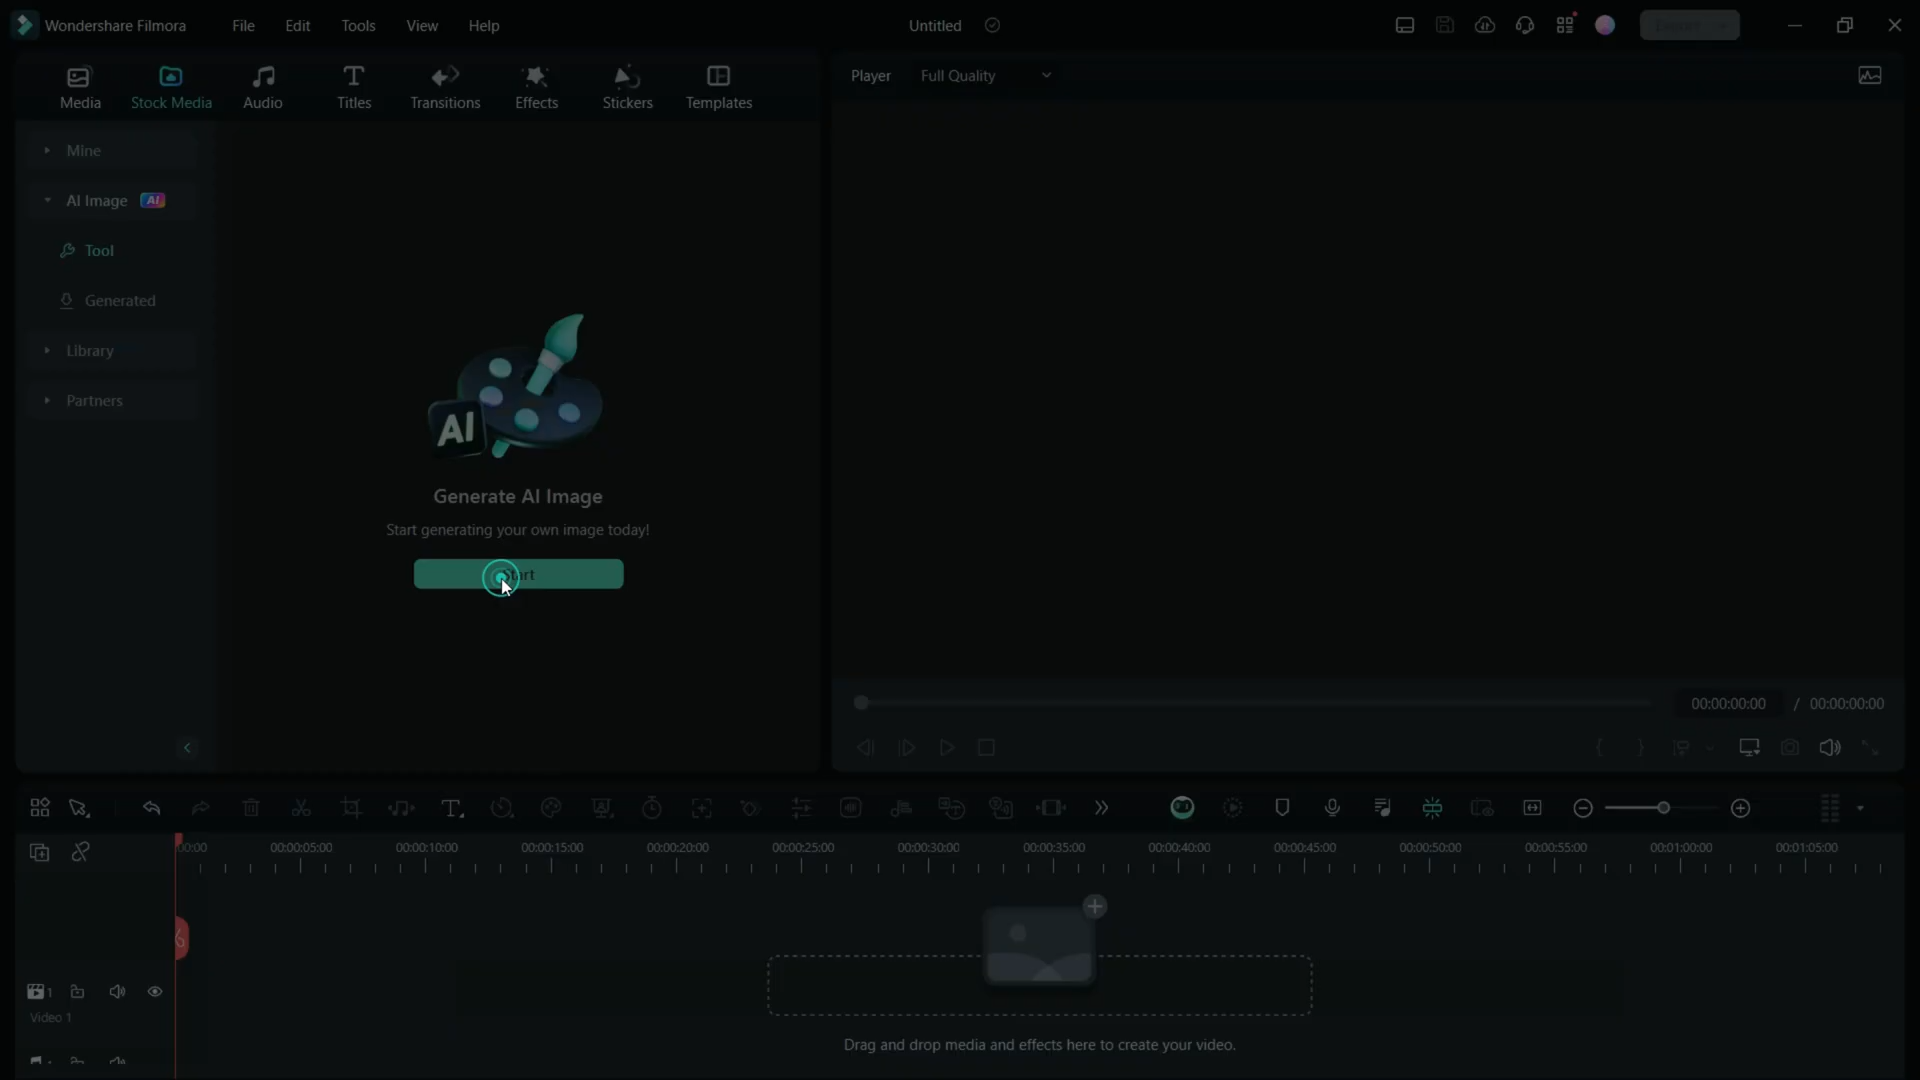 Wondershare Filmora
File
Edit
Tools
View
Help
Untitled
Export
Media
Stock Media
Audio
Titles
Transitions
Effects
Stickers
Templates
Player
Full Quality
Mine
AI Image AI
Tool
Generated
Library
Partners
AI
Generate AI Image
Start generating your own image today!
Start
00:00:00:00 / 00:00:00:00
00:00
00:00:05:00
00:00:10:00
00:00:15:00
00:00:20:00
00:00:25:00
00:00:30:00
00:00:35:00
00:00:40:00
00:00:45:00
00:00:50:00
00:00:55:00
00:01:00:00
00:01:05:00
1
Video 1
Drag and drop media and effects here to create your video.